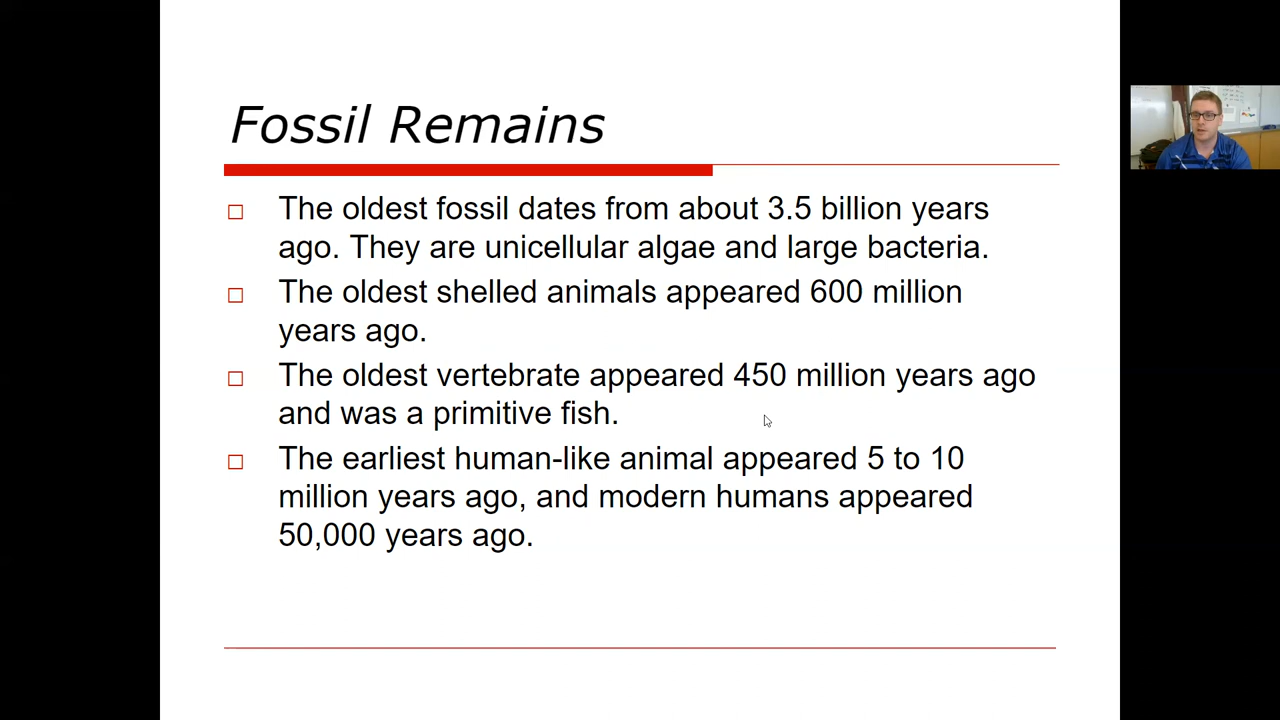 Fossil Remains
The oldest fossil dates from about 3.5 billion years
ago. They are unicellular algae and large bacteria.
The oldest shelled animals appeared 600 million
years ago.
The oldest vertebrate appeared 450 million years ago
and was a primitive fish.
The earliest human-like animal appeared 5 to 10
million years ago, and modern humans appeared
50,000 years ago.